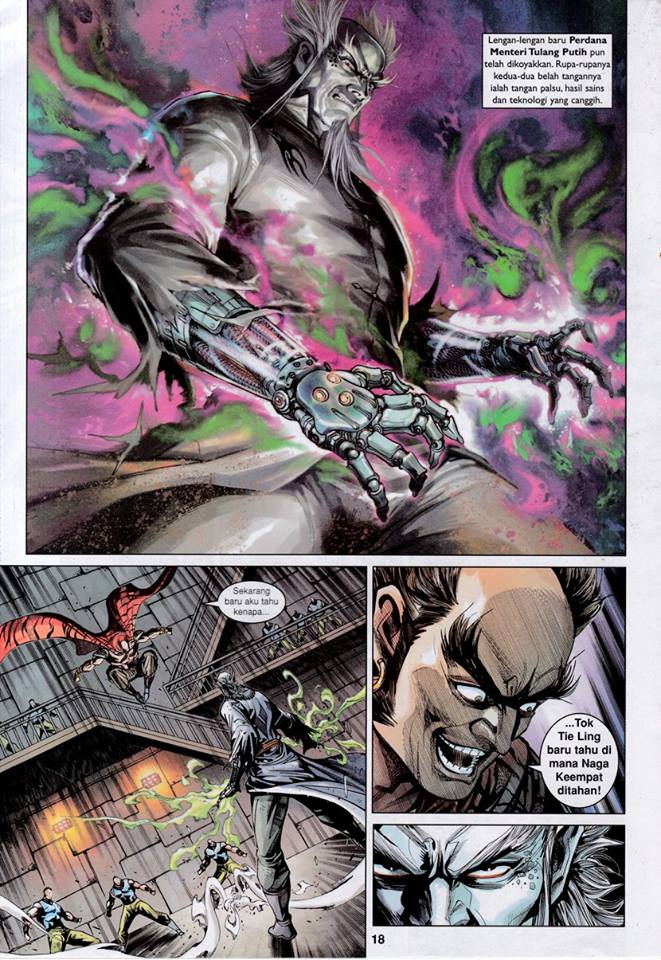 Lengan-lengan baru Perdana
Menteri Tulang Putih pun
telah dikoyakkan. Rupa-rupanya
kedua-dua belah tangannya
ialah tangan palsu, hasil sains
dan teknologi yang canggih.
Sekarang
baru aku tahu
kenapa...
...Tok
Tie Ling
baru tahu di
mana Naga
Keempat
ditahan!
18